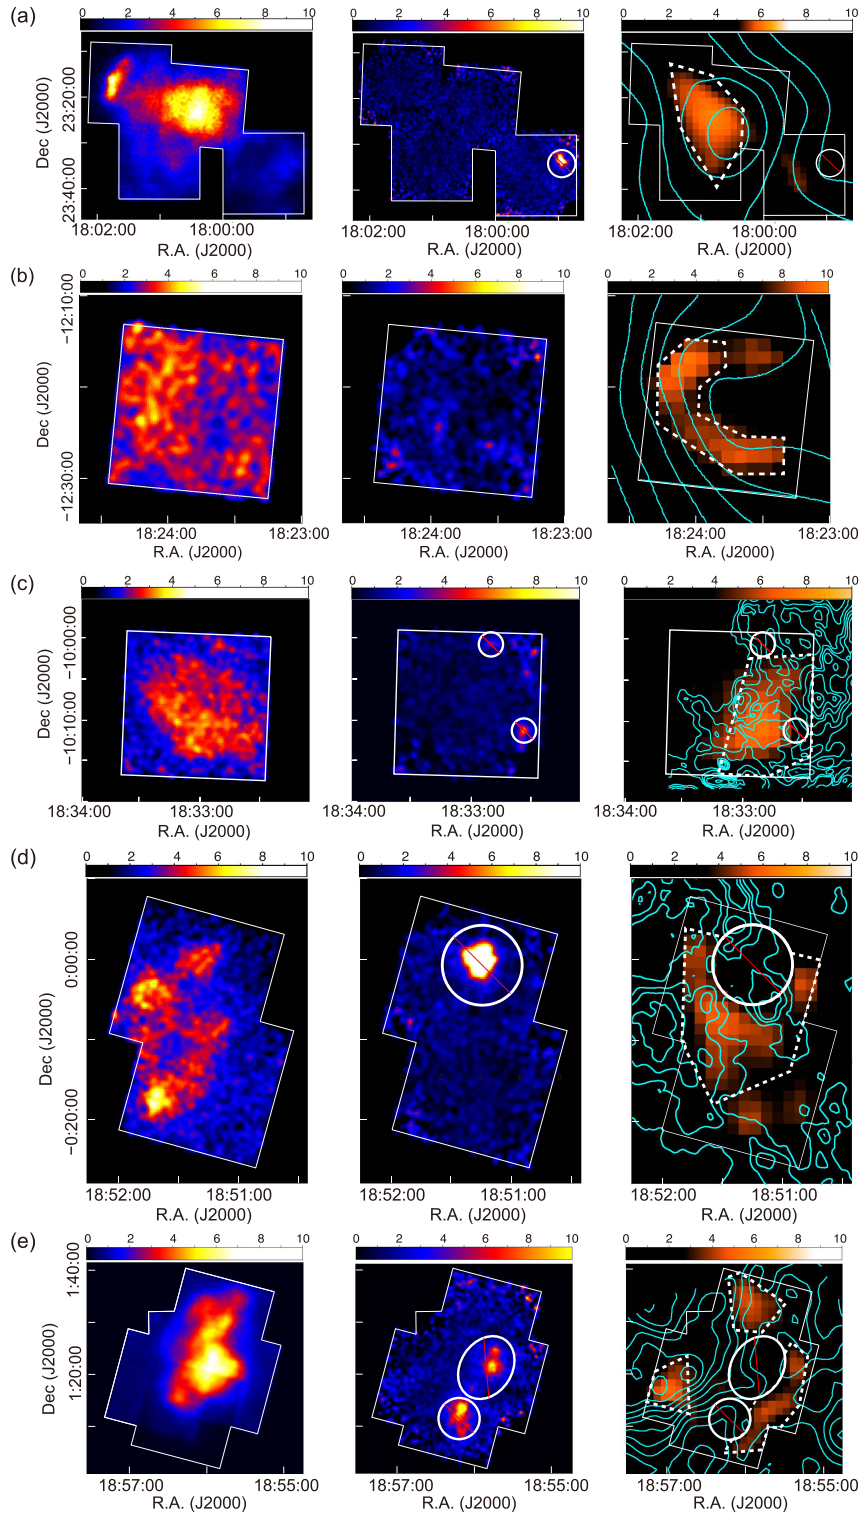 (a)
0 2 4 6 8 10
0 2 4 6 8 10
0 2 4 6 8 10
Dec (J2000)
23:20:00
23:40:00
18:02:00 18:00:00
18:02:00 18:00:00
18:02:00 18:00:00
R.A. (J2000)
R.A. (J2000)
R.A. (J2000)
(b)
0 2 4 6 8 10
0 2 4 6 8 10
0 2 4 6 8 10
Dec (J2000)
−12:10:00
−12:30:00
18:24:00 18:23:00
18:24:00 18:23:00
18:24:00 18:23:00
R.A. (J2000)
R.A. (J2000)
R.A. (J2000)
(c)
0 2 4 6 8 10
0 2 4 6 8 10
0 2 4 6 8 10
Dec (J2000)
−10:00:00
−10:10:00
18:34:00 18:33:00
18:34:00 18:33:00
18:34:00 18:33:00
R.A. (J2000)
R.A. (J2000)
R.A. (J2000)
(d)
0 2 4 6 8 10
0 2 4 6 8 10
0 2 4 6 8 10
Dec (J2000)
0:00:00
−0:20:00
18:52:00 18:51:00
18:52:00 18:51:00
18:52:00 18:51:00
R.A. (J2000)
R.A. (J2000)
R.A. (J2000)
(e)
0 2 4 6 8 10
0 2 4 6 8 10
0 2 4 6 8 10
Dec (J2000)
1:40:00
1:20:00
18:57:00 18:55:00
18:57:00 18:55:00
18:57:00 18:55:00
R.A. (J2000)
R.A. (J2000)
R.A. (J2000)